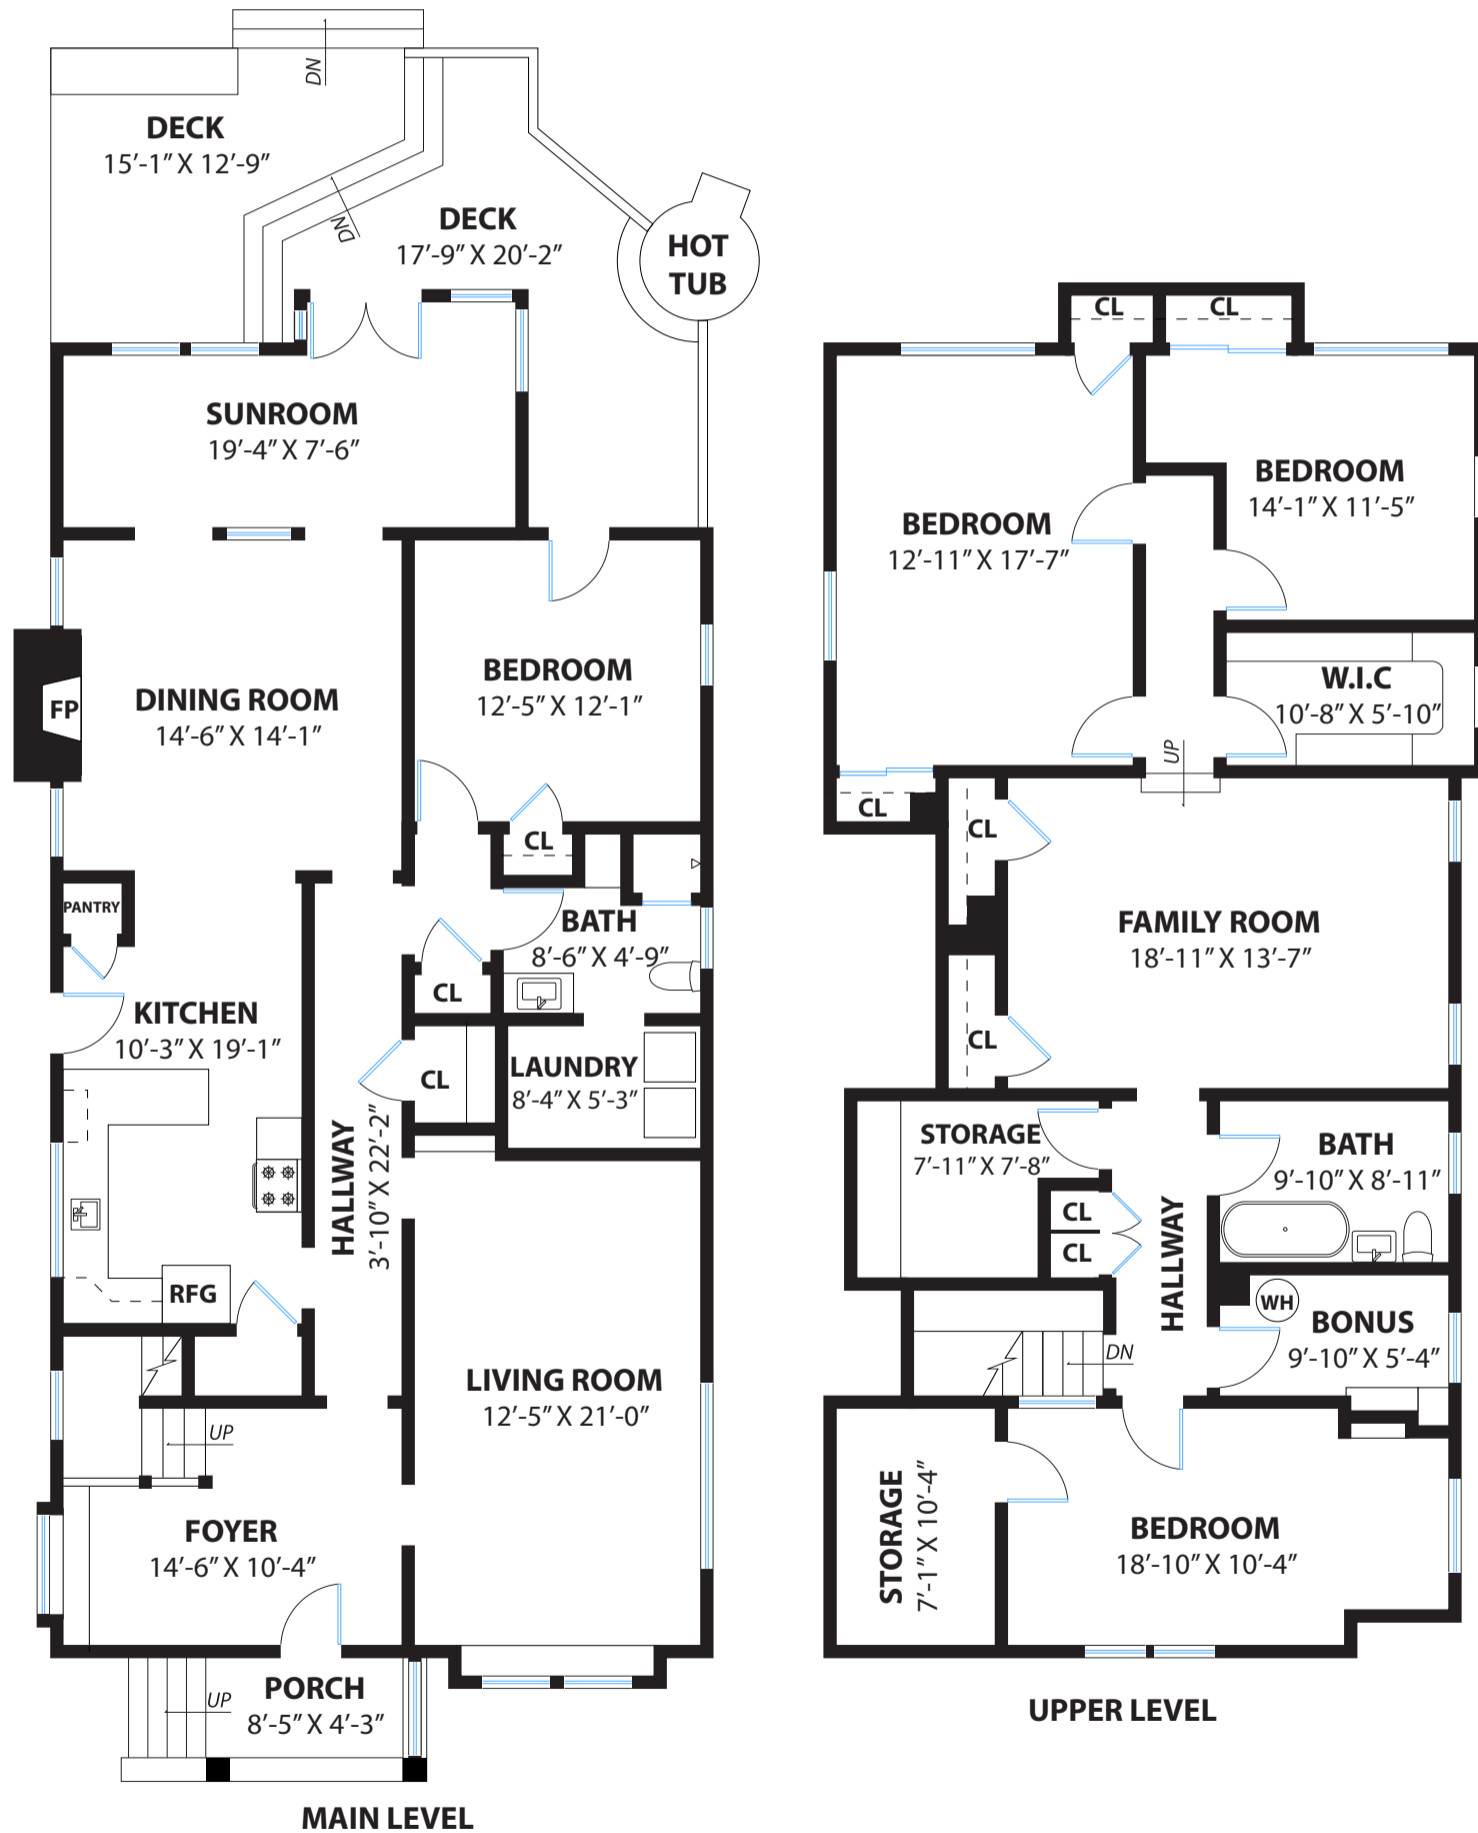 DN
DECK
15′-1″ X 12′-9″
DN
DECK
17′-9″ X 20′-2″
HOT
TUB
SUNROOM
19′-4″ X 7′-6″
FP
DINING ROOM
14′-6″ X 14′-1″
BEDROOM
12′-5″ X 12′-1″
CL
PANTRY
BATH
8′-6″ X 4′-9″
CL
KITCHEN
10′-3″ X 19′-1″
CL
LAUNDRY
8′-4″ X 5′-3″
HALLWAY
3′-10″ X 22′-2″
RFG
LIVING ROOM
12′-5″ X 21′-0″
UP
FOYER
14′-6″ X 10′-4″
UP
PORCH
8′-5″ X 4′-3″
MAIN LEVEL
CL
CL
BEDROOM
14′-1″ X 11′-5″
BEDROOM
12′-11″ X 17′-7″
W.I.C
10′-8″ X 5′-10″
UP
CL
CL
FAMILY ROOM
18′-11″ X 13′-7″
CL
STORAGE
7′-11″ X 7′-8″
BATH
9′-10″ X 8′-11″
CL
CL
HALLWAY
WH
BONUS
9′-10″ X 5′-4″
DN
STORAGE
7′-1″ X 10′-4″
BEDROOM
18′-10″ X 10′-4″
UPPER LEVEL